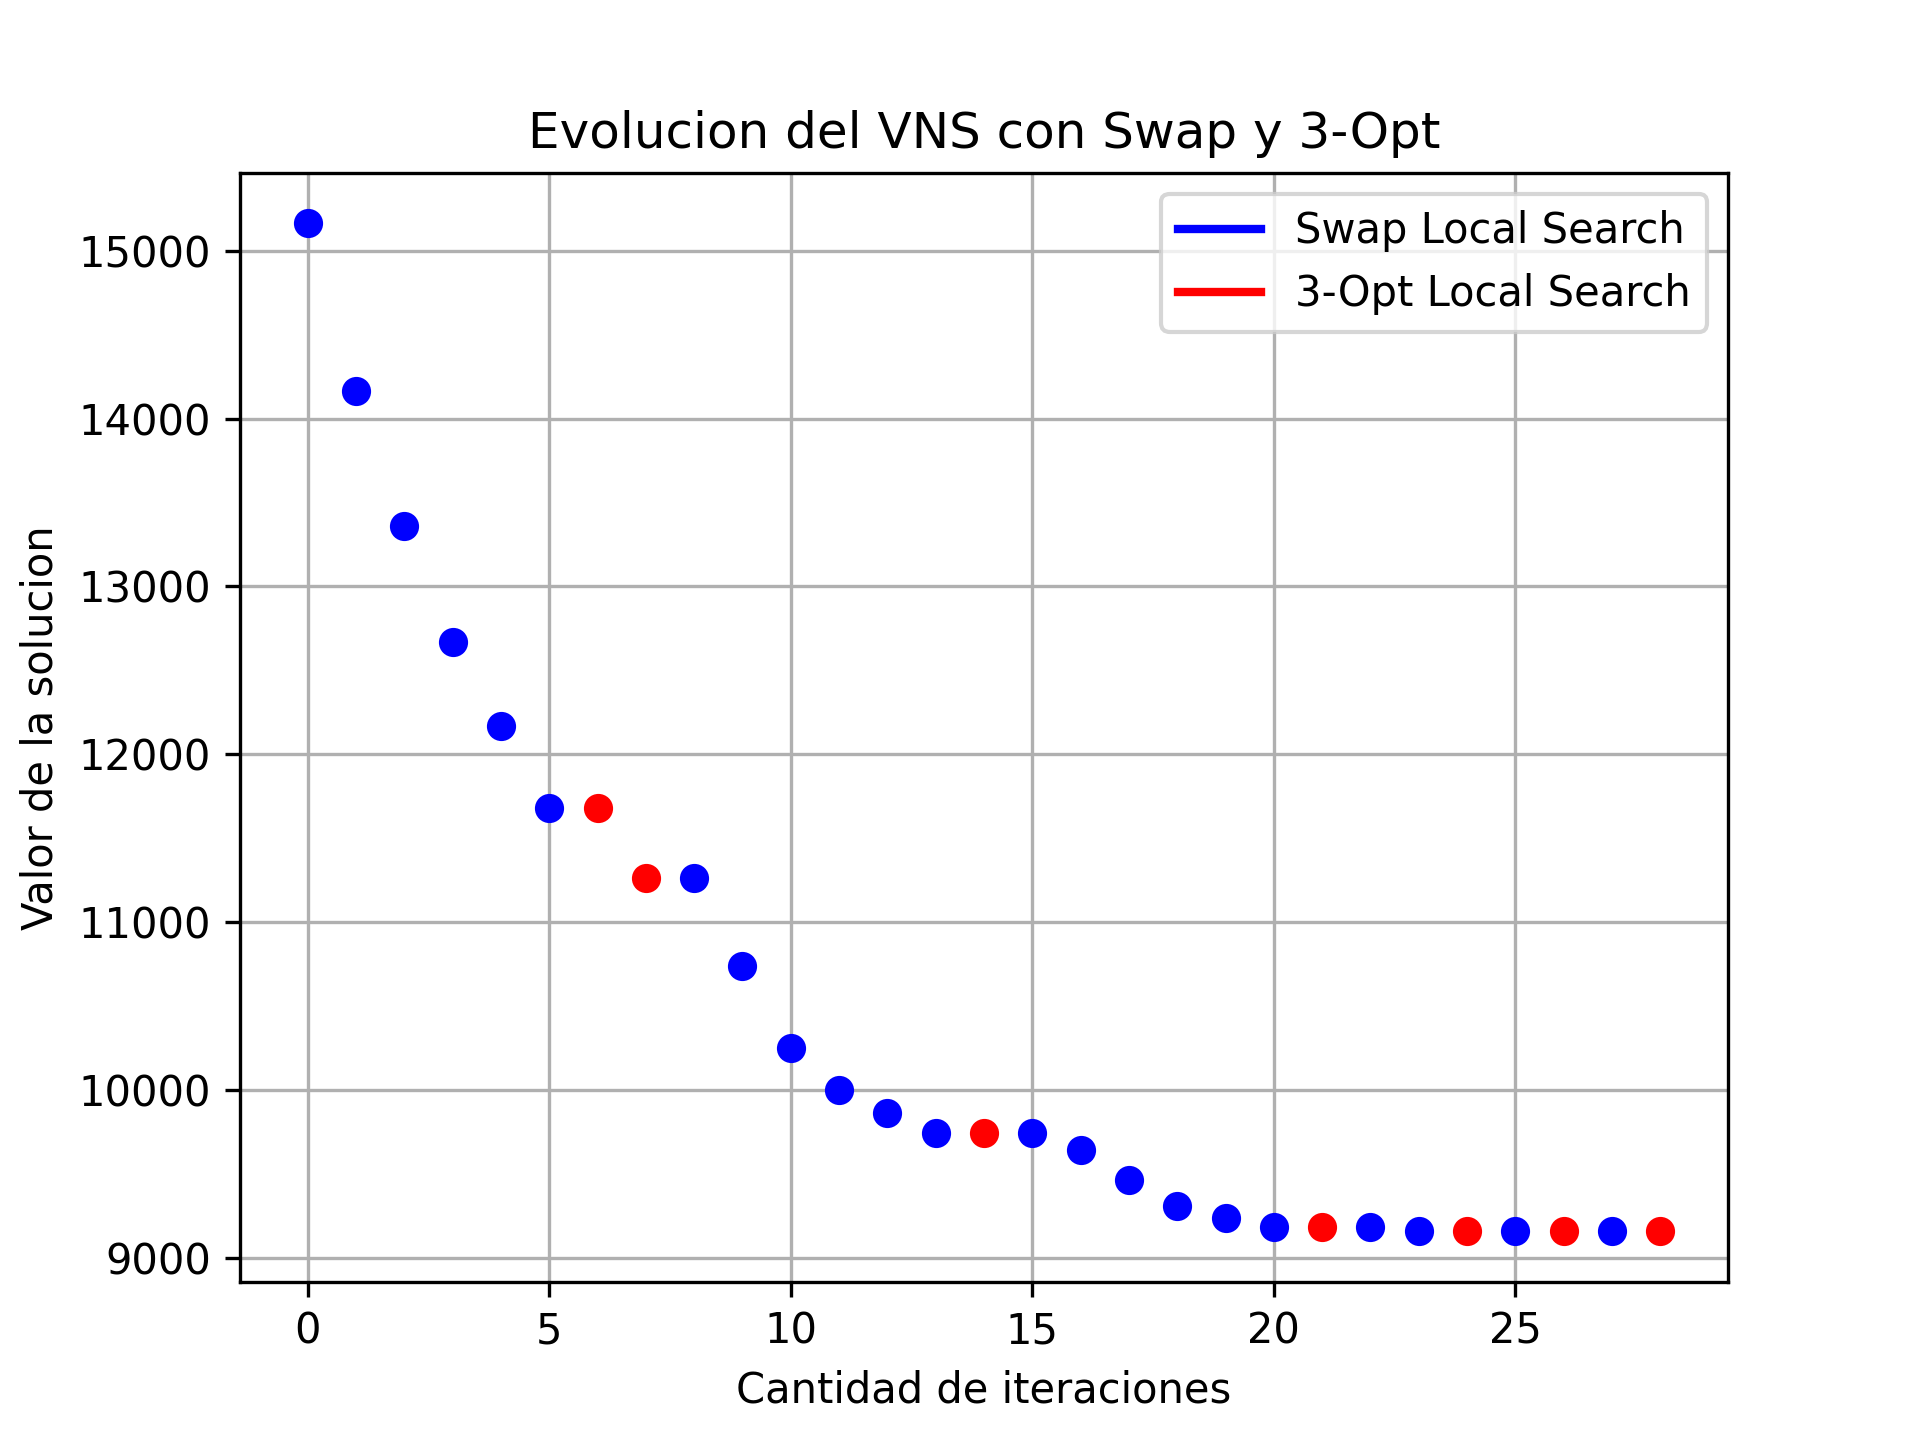 Evolucion del VNS con Swap y 3-Opt
Swap Local Search
3-Opt Local Search
Valor de la solucion
15000
14000
13000
12000
11000
10000
9000
0 5 10 15 20 25
Cantidad de iteraciones